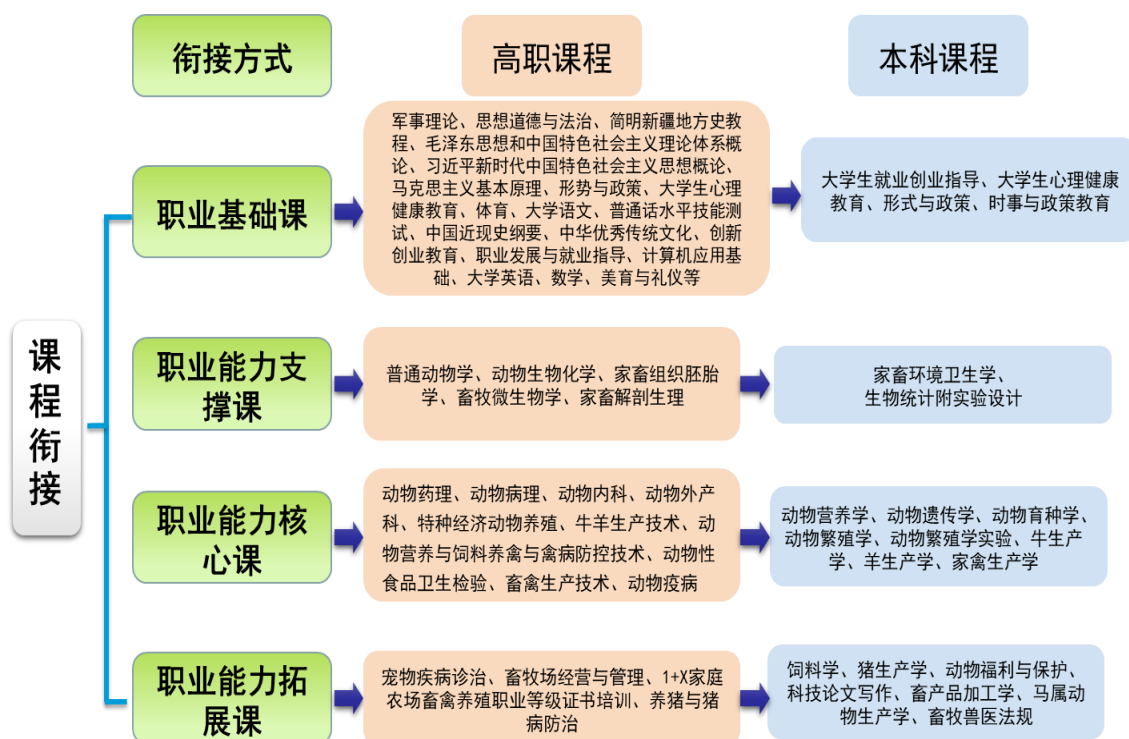 衔接方式
高职课程
本科课程
课
程
衔
接
职业基础课
军事理论、思想道德与法治、简明新疆地方史教
程、毛泽东思想和中国特色社会主义理论体系概
论、习近平新时代中国特色社会主义思想概论、
马克思主义基本原理、形势与政策、大学生心理
健康教育、体育、大学语文、普通话水平技能测
试、中国近现史纲要、中华优秀传统文化、创新
创业教育、职业发展与就业指导、计算机应用基
础、大学英语、数学、美育与礼仪等
大学生就业创业指导、大学生心理健康
教育、形式与政策、时事与政策教育
职业能力支
撑课
普通动物学、动物生物化学、家畜组织胚胎
学、畜牧微生物学、家畜解剖生理
家畜环境卫生学、
生物统计附实验设计
职业能力核
心课
动物药理、动物病理、动物内科、动物外产
科、特种经济动物养殖、牛羊生产技术、动
物营养与饲料养禽与禽病防控技术、动物性
食品卫生检验、畜禽生产技术、动物疫病
动物营养学、动物遗传学、动物育种学、
动物繁殖学、动物繁殖学实验、牛生产
学、羊生产学、家禽生产学
职业能力拓
展课
宠物疾病诊治、畜牧场经营与管理、1+X家庭
农场畜禽养殖职业等级证书培训、养猪与猪
病防治
饲料学、猪生产学、动物福利与保护、
科技论文写作、畜产品加工学、马属动
物生产学、畜牧兽医法规